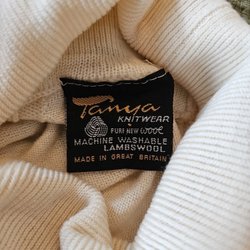 Tanya
KNITWEAR
PURE NEW WOOL
MACHINE WASHABLE
LAMBSWOOL
MADE IN GREAT BRITAIN